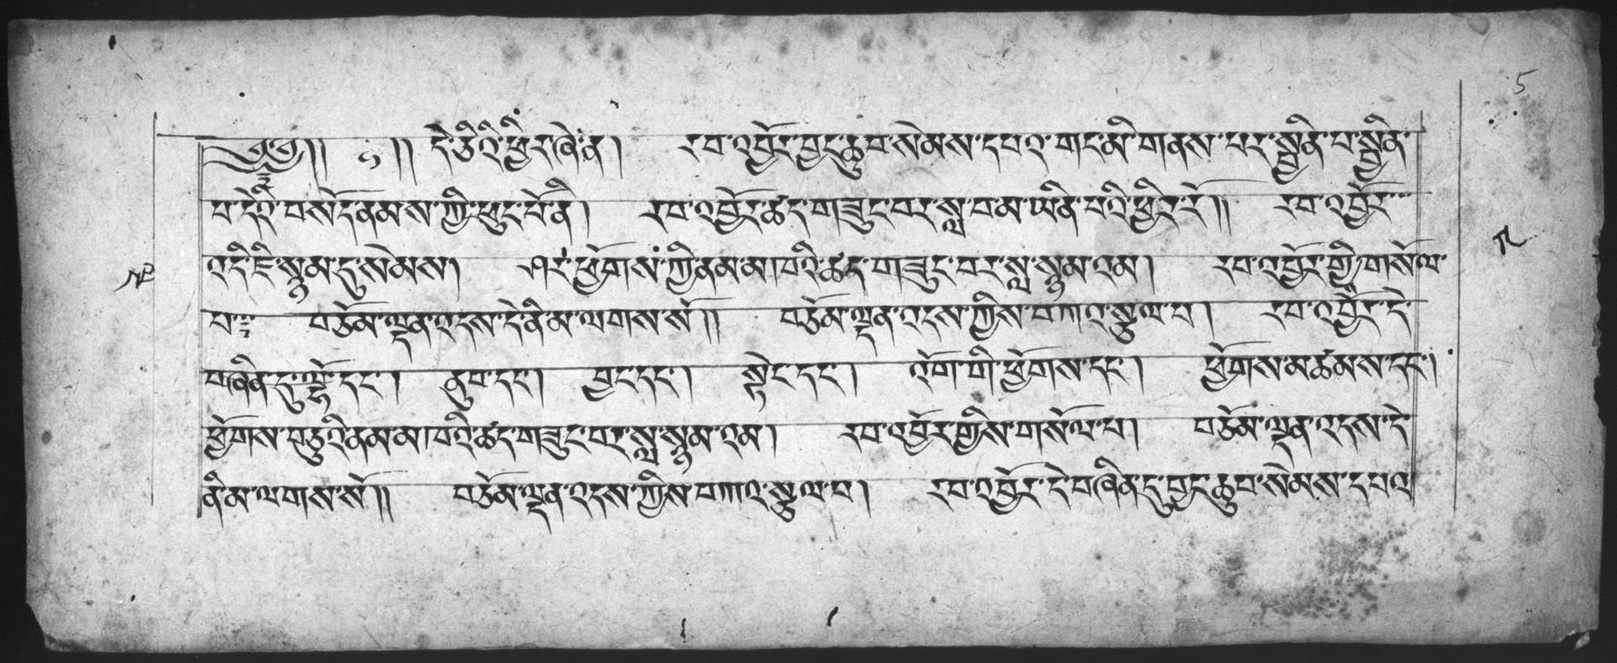 ༄༅།། ༡ །། དེ་ཅིའི་ཕྱིར་ཞེ་ན། རབ་འབྱོར་བྱང་ཆུབ་སེམས་དཔའ་གང་མི་གནས་པར་སྦྱིན་པ་སྦྱིན་
པ་དེའི་བསོད་ནམས་ཀྱི་ཕུང་པོ་ནི། རབ་འབྱོར་ཚད་གཟུང་བར་སླ་བམ་ཡིན་པའི་ཕྱིར་རོ།། རབ་འབྱོར་
འདི་ཇི་སྙམ་དུ་སེམས། ཤར་ཕྱོགས་ཀྱི་ནམ་མཁའི་ཚད་གཟུང་བར་སླ་སྙམ་འམ། རབ་འབྱོར་གྱི་གསོལ་
པ་ བཅོམ་ལྡན་འདས་དེ་ནི་མ་ལགས་སོ།། བཅོམ་ལྡན་འདས་ཀྱིས་བཀའ་སྩལ་པ། རབ་འབྱོར་དེ་
བཞིན་དུ་ལྷོ་དང་། ནུབ་དང་། བྱང་དང་། སྟེང་དང་། འོག་གི་ཕྱོགས་དང་། ཕྱོགས་མཚམས་དང་།
ཕྱོགས་བཅུའི་ནམ་མཁའི་ཚད་གཟུང་བར་སླ་སྙམ་འམ། རབ་འབྱོར་གྱིས་གསོལ་པ། བཅོམ་ལྡན་འདས་དེ་
ནི་མ་ལགས་སོ།། བཅོམ་ལྡན་འདས་ཀྱིས་བཀའ་སྩལ་པ། རབ་འབྱོར་དེ་བཞིན་དུ་བྱང་ཆུབ་སེམས་དཔའ
5